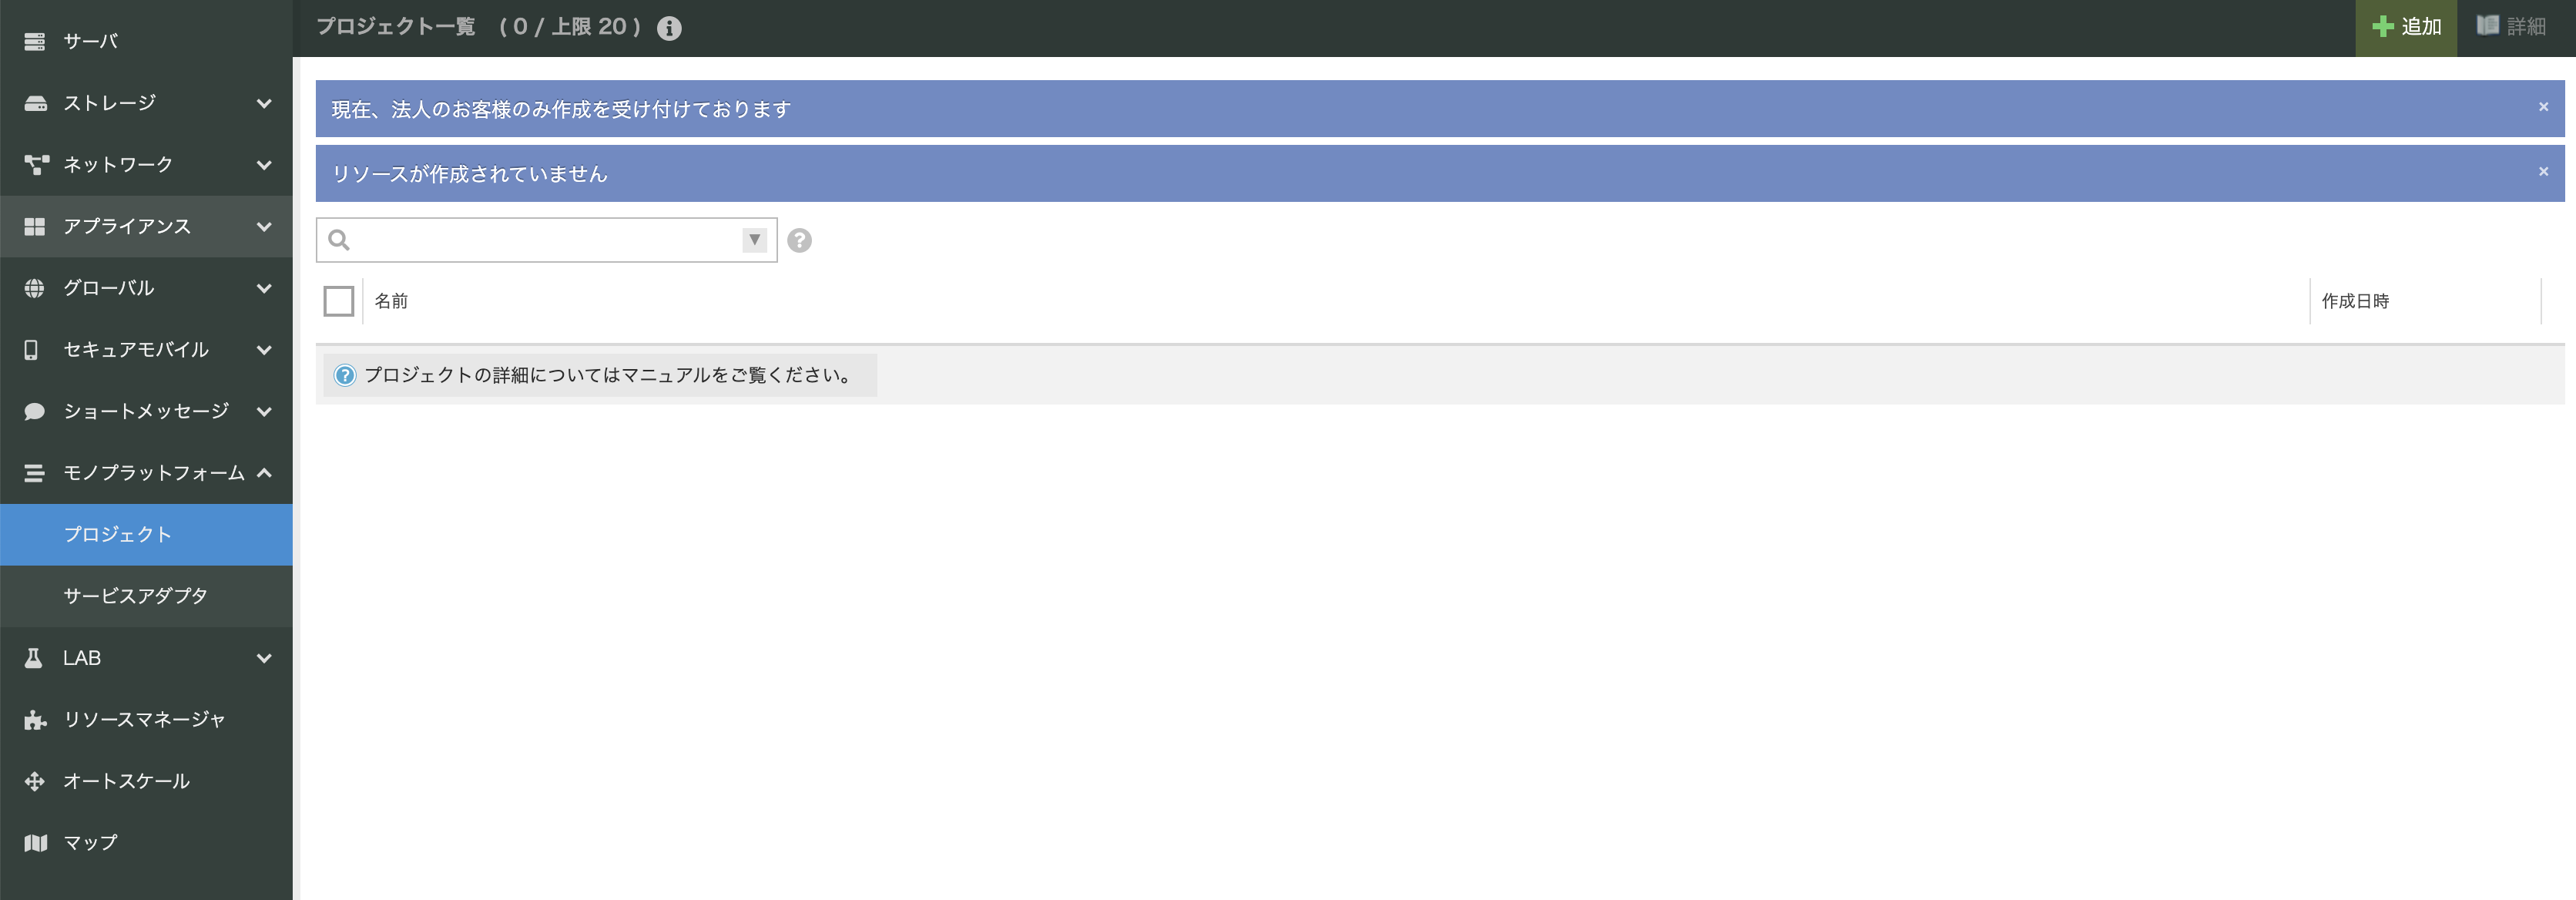 サーバ
ストレージ
ネットワーク
アプライアンス
グローバル
セキュアモバイル
ショートメッセージ
モノプラットフォーム
プロジェクト
サービスアダプタ
LAB
リソースマネージャ
オートスケール
マップ
プロジェクト一覧 ( 0 / 上限 20 )
追加
詳細
現在、法人のお客様のみ作成を受け付けております
リソースが作成されていません
名前
作成日時
プロジェクトの詳細についてはマニュアルをご覧ください。